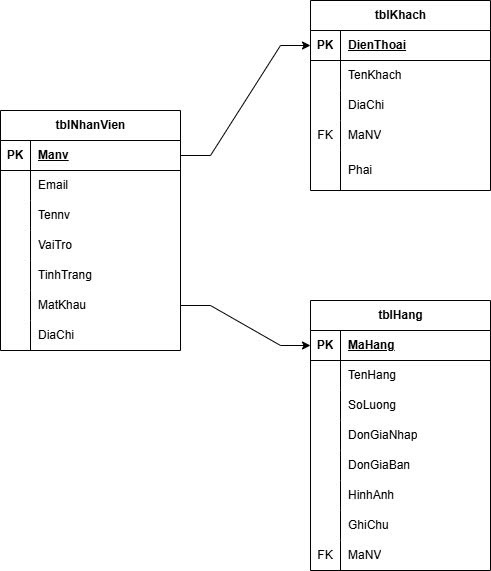 tblKhach
PK DienThoai
TenKhach
DiaChi
FK MaNV
Phai
tblNhanVien
PK Manv
Email
Tennv
VaiTro
TinhTrang
MatKhau
DiaChi
tblHang
PK MaHang
TenHang
SoLuong
DonGiaNhap
DonGiaBan
HinhAnh
GhiChu
FK MaNV